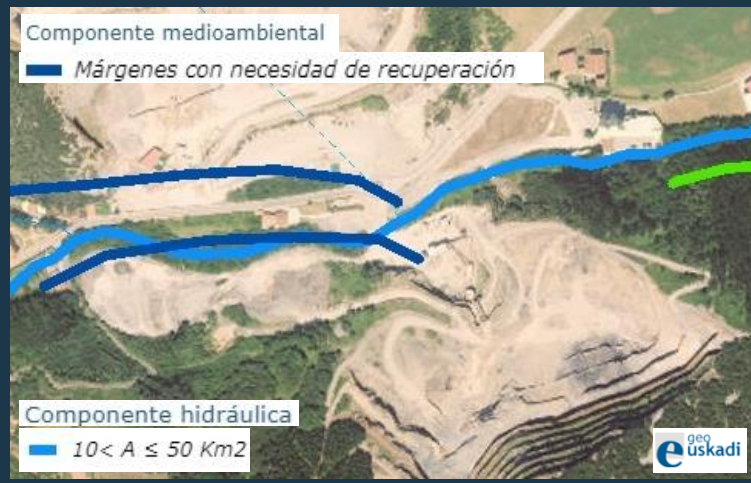 Componente medioambiental
Márgenes con necesidad de recuperación
Componente hidráulica
10< A ≤ 50 Km2
geo
euskadi